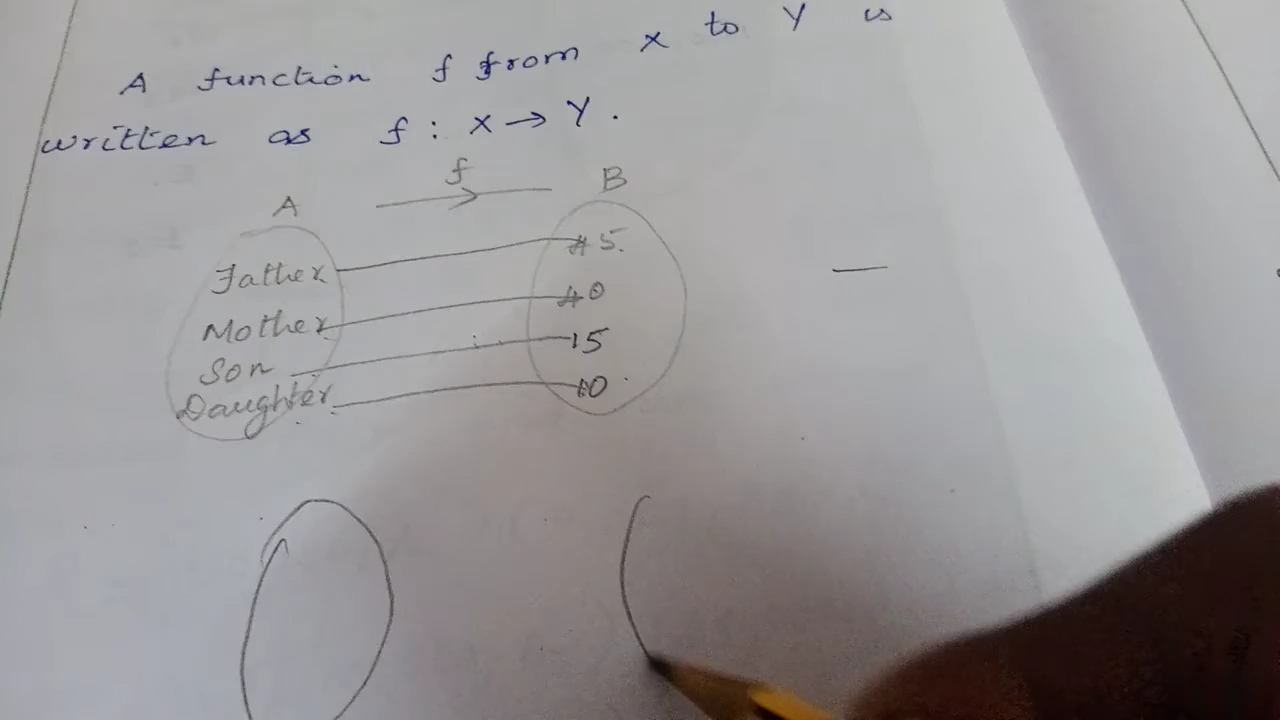 A function f from x to Y is
written as f : X → Y.
f
A B
Father 45.
Mother 40
Son 15
Daughter 10